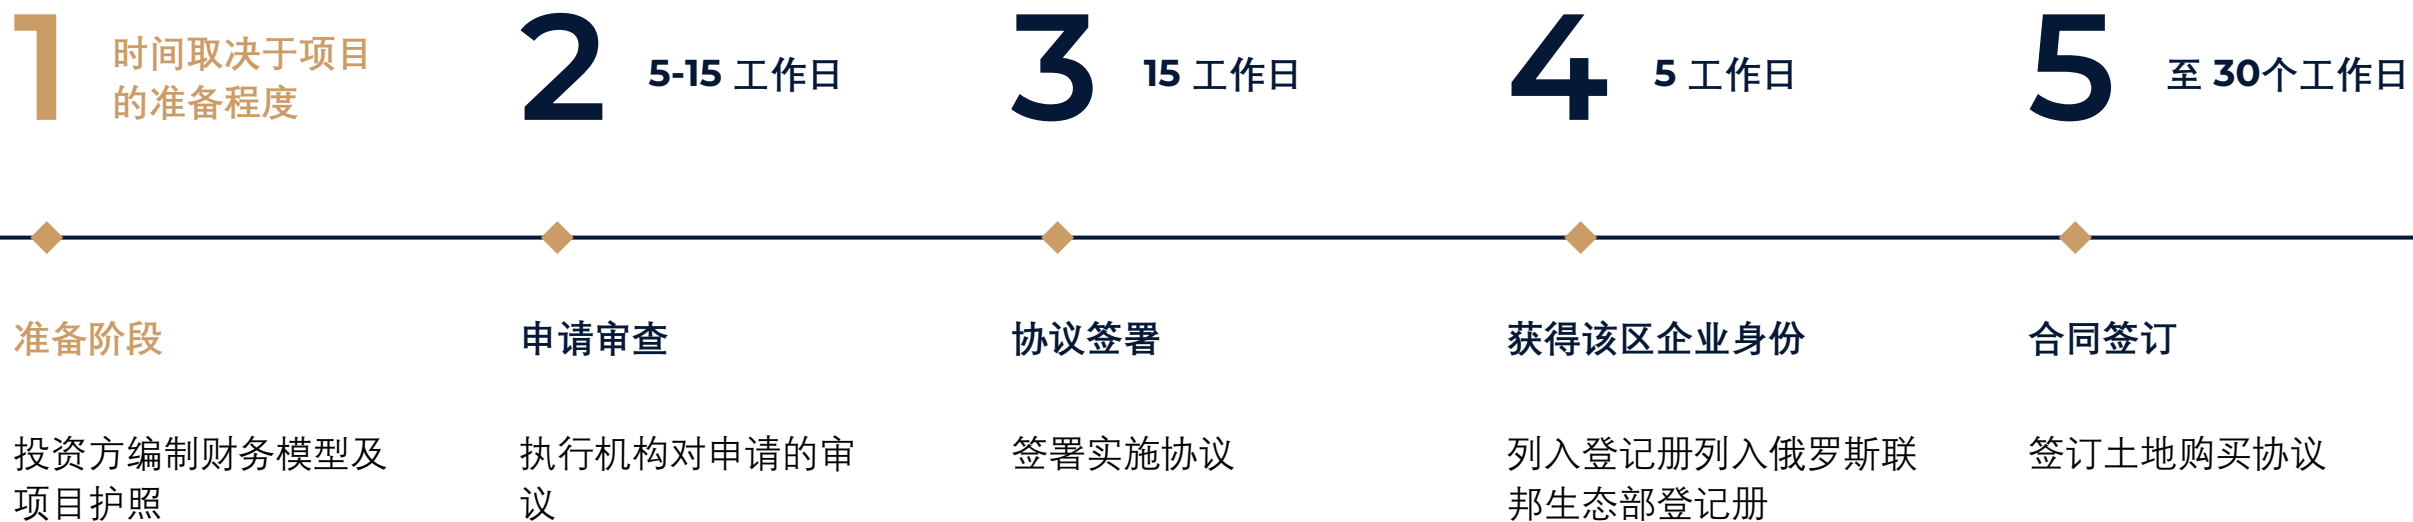 1
时间取决于项目
的准备程度
2
5-15 工作日
3
15 工作日
4
5 工作日
5
至 30个工作日
准备阶段
申请审查
协议签署
获得该区企业身份
合同签订
投资方编制财务模型及
项目护照
执行机构对申请的审
议
签署实施协议
列入登记册列入俄罗斯联
邦生态部登记册
签订土地购买协议